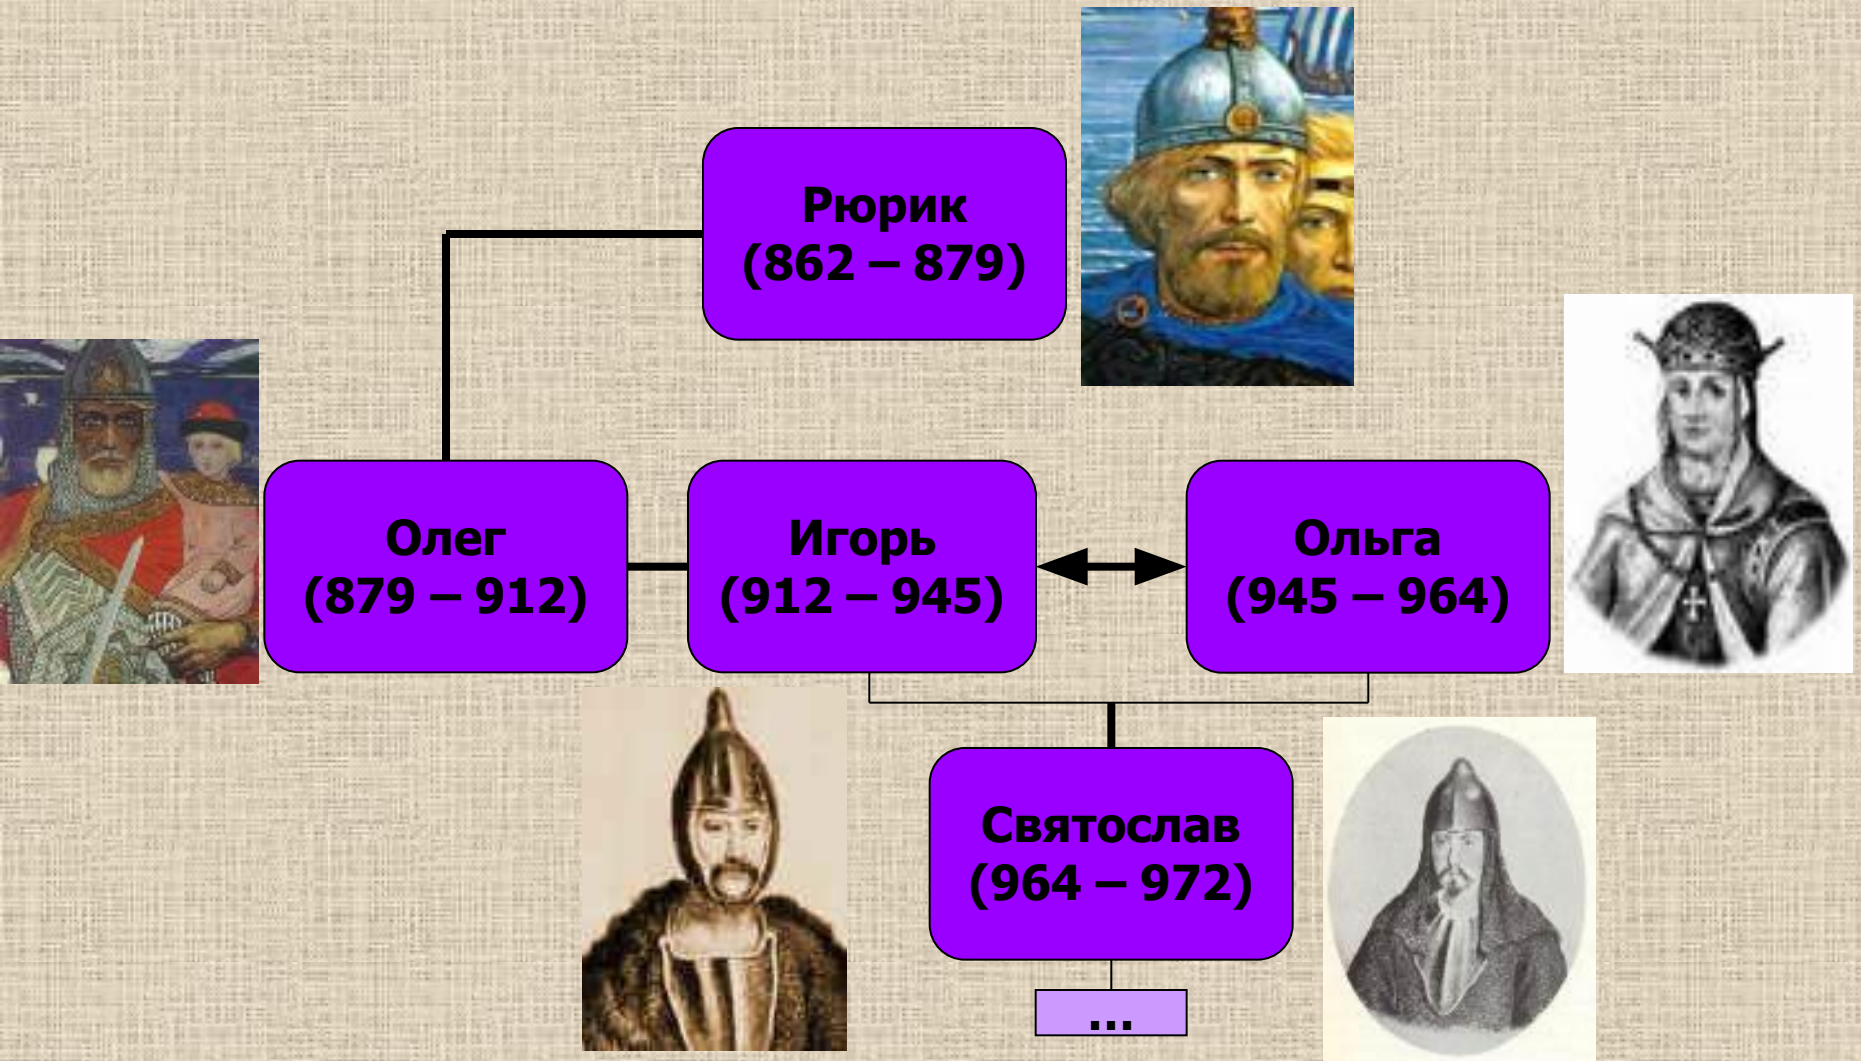 Рюрик
(862 – 879)
Олег
(879 – 912)
Игорь
(912 – 945)
Ольга
(945 – 964)
Святослав
(964 – 972)
...